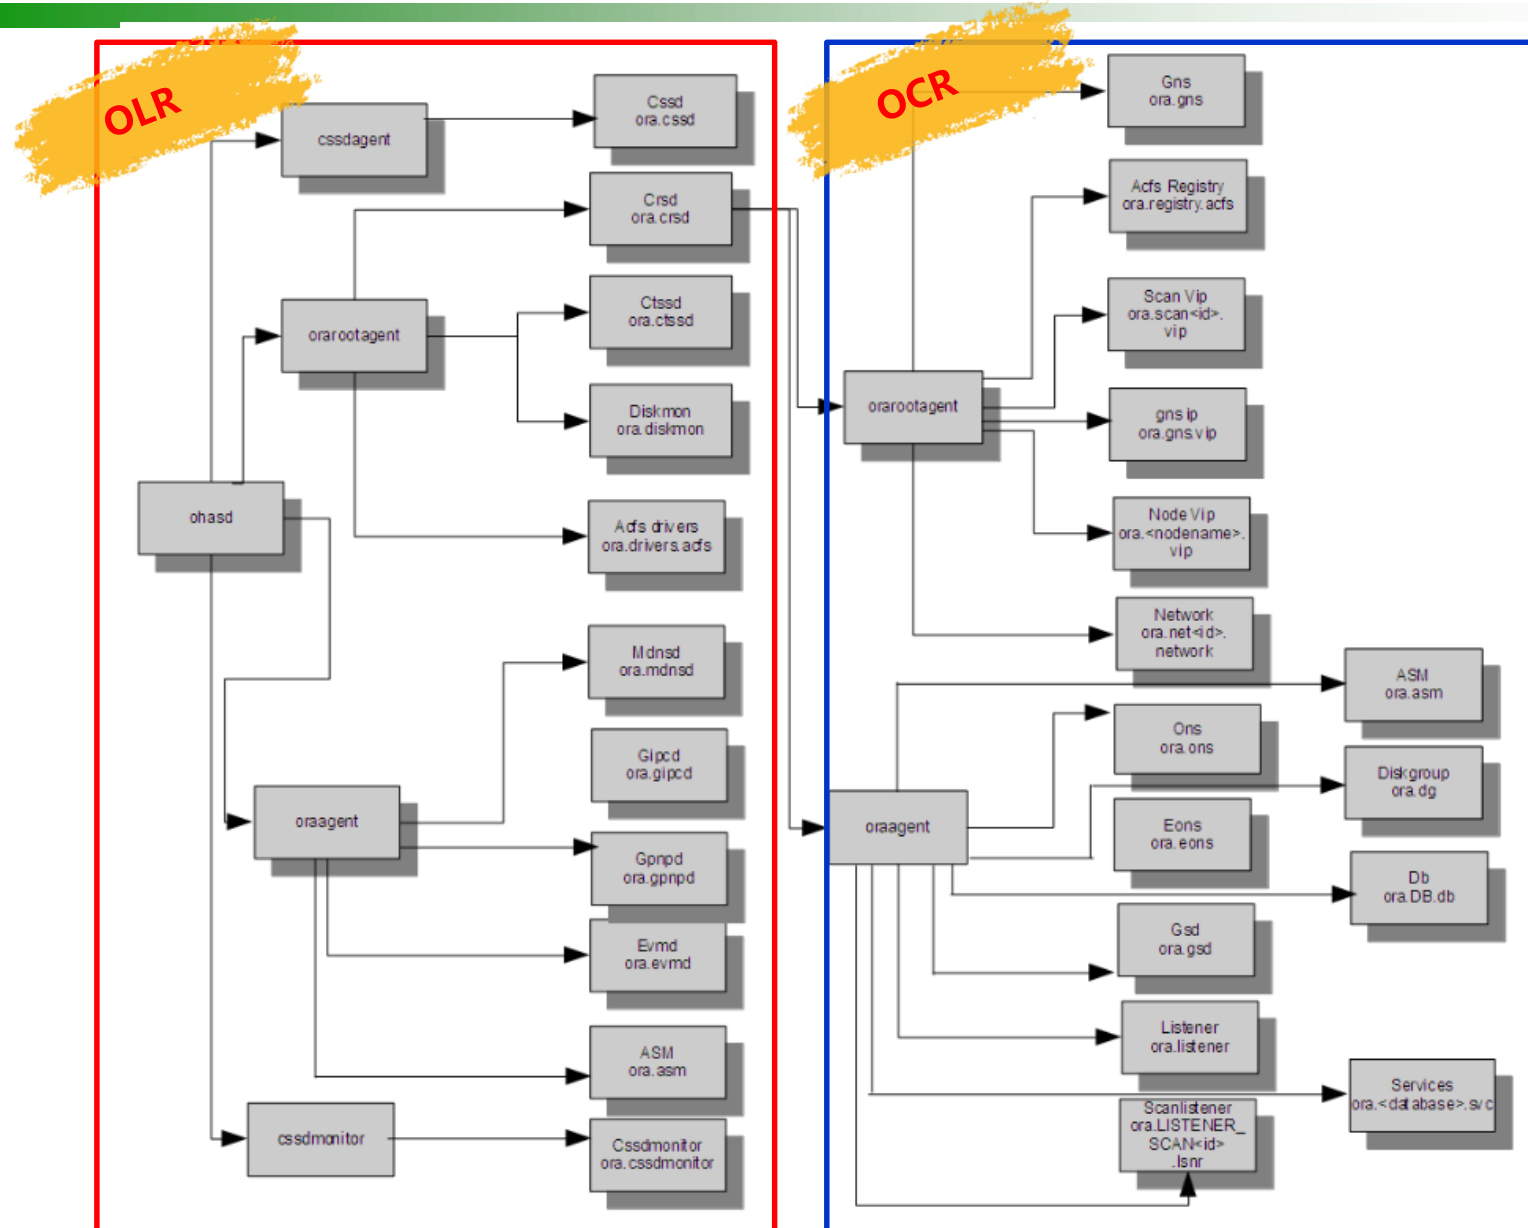 OLR
cssdagent
Cssd
ora.cssd
Crsd
ora.crsd
orarootagent
Ctssd
ora.ctssd
Diskmon
ora.diskmon
ohasd
Acfs drivers
ora.drivers.acfs
Mdnsd
ora.mdnsd
Gipcd
ora.gipcd
oraagent
Gpnpd
ora.gpnpd
Evmd
ora.evmd
ASM
ora.asm
cssdmonitor
Cssdmonitor
ora.cssdmonitor
OCR
Gns
ora.gns
Acfs Registry
ora.registry.acfs
Scan Vip
ora.scan<id>.
vip
orarootagent
gns ip
ora.gns.vip
Node Vip
ora.<nodename>.
vip
Network
ora.net<id>.
network
ASM
ora.asm
Ons
ora.ons
Diskgroup
ora.dg
oraagent
Eons
ora.eons
Db
ora.DB.db
Gsd
ora.gsd
Listener
ora.listener
Services
ora.<database>.svc
Scanlistener
ora.LISTENER_
SCAN<id>
.lsnr